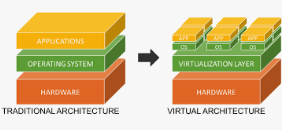 APPLICATIONS
OPERATING SYSTEM
HARDWARE
TRADITIONAL ARCHITECTURE
APP APP APP
OS OS OS
VIRTUALIZATION LAYER
HARDWARE
VIRTUAL ARCHITECTURE